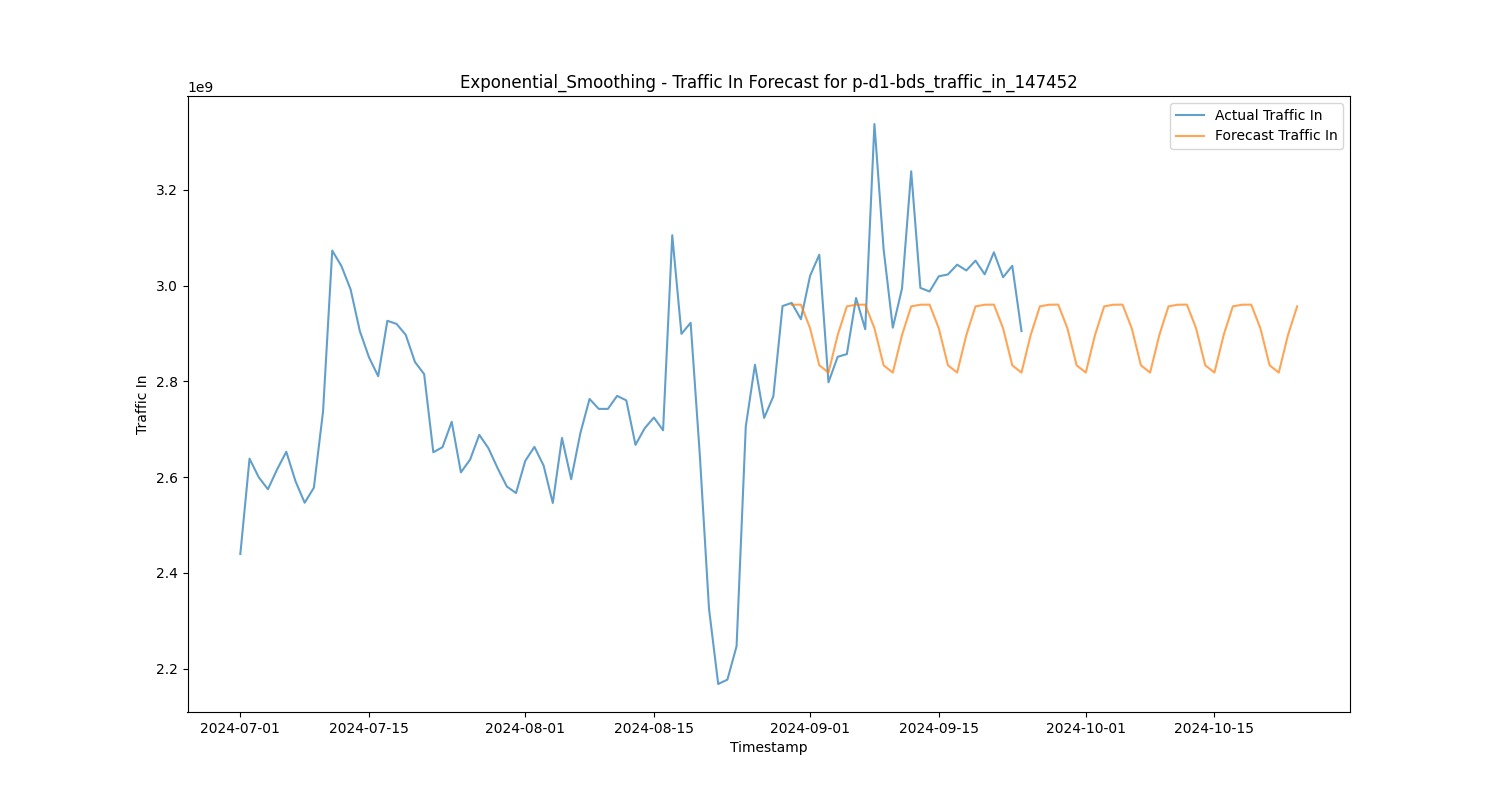 Exponential_Smoothing - Traffic In Forecast for p-d1-bds_traffic_in_147452
1e9
Actual Traffic In
Forecast Traffic In
3.2
3.0
2.8
2.6
2.4
2.2
Traffic In
2024-07-01 2024-07-15 2024-08-01 2024-08-15 2024-09-01 2024-09-15 2024-10-01 2024-10-15
Timestamp